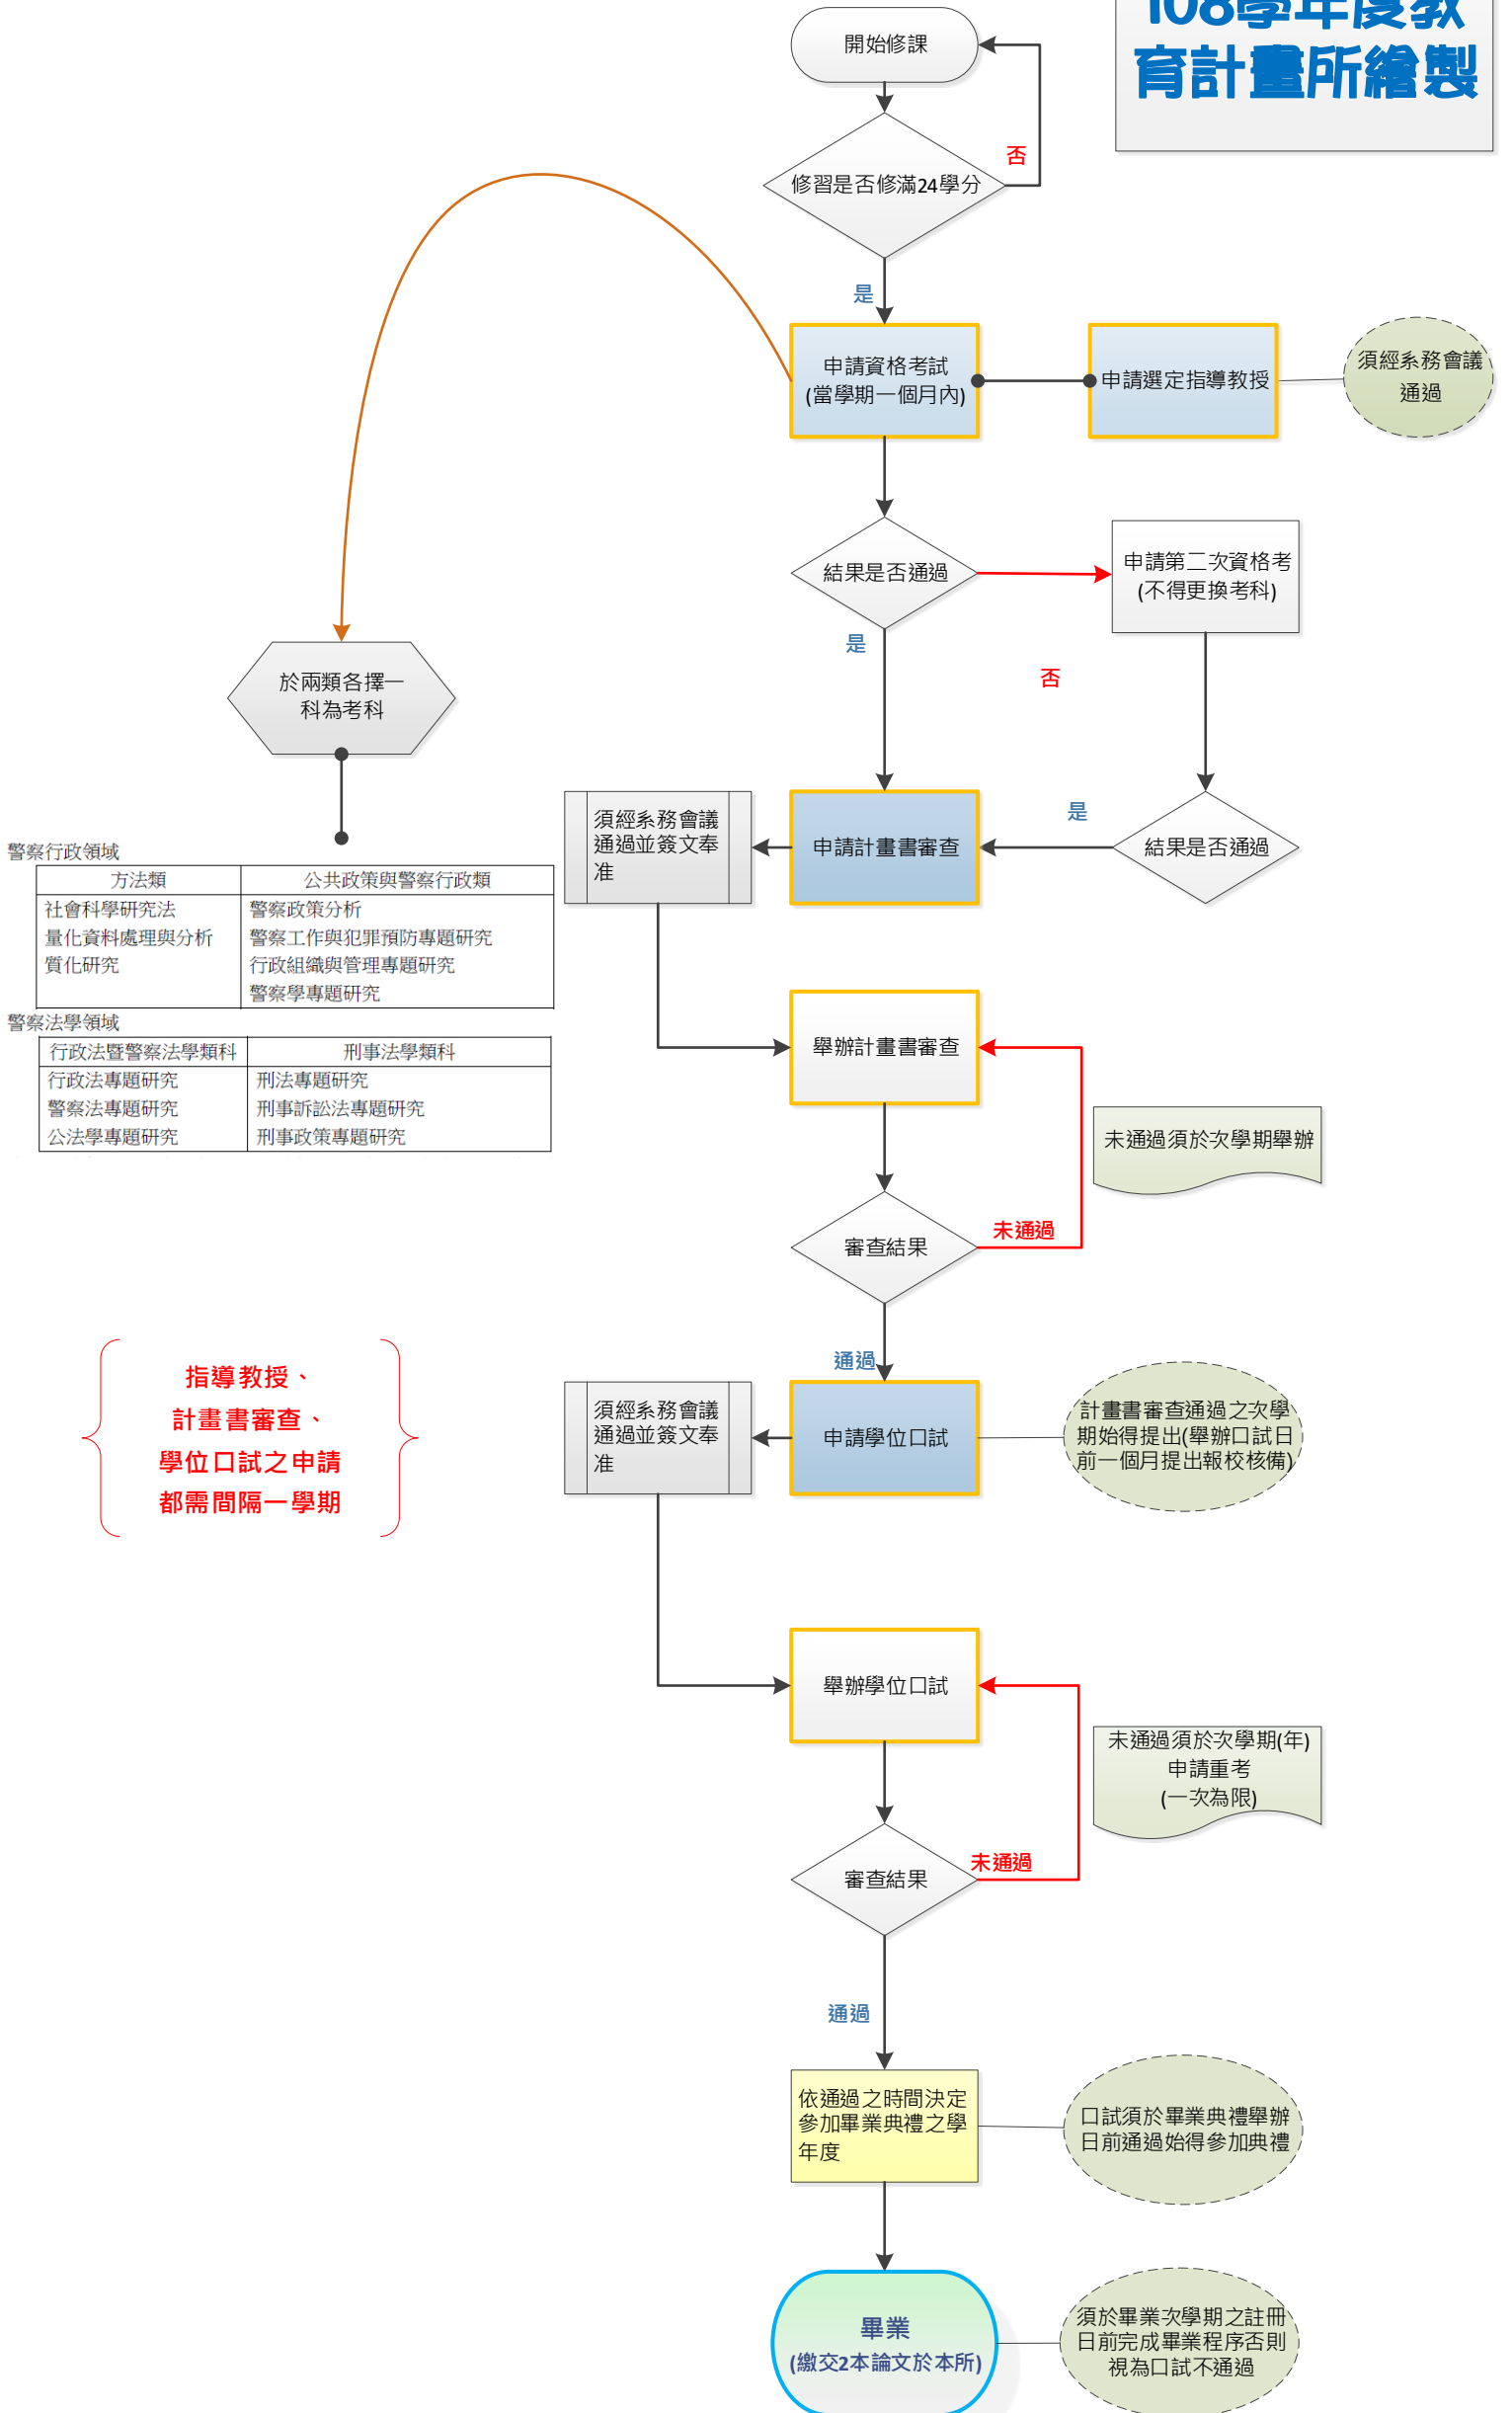 108學年度教
育計畫所繪製
開始修課
否
修習是否修滿24學分
是
申請資格考試
(當學期一個月內)
申請選定指導教授
須經系務會議
通過
結果是否通過
申請第二次資格考
(不得更換考科)
是
否
於兩類各擇一
科為考科
須經系務會議
通過並簽文奉
准
申請計畫書審查
是
結果是否通過
警察行政領域
方法類
公共政策與警察行政類
社會科學研究法
警察政策分析
量化資料處理與分析
警察工作與犯罪預防專題研究
質化研究
行政組織與管理專題研究
警察學專題研究
警察法學領域
行政法暨警察法學類科
刑事法學類科
行政法專題研究
刑法專題研究
警察法專題研究
刑事訴訟法專題研究
公法學專題研究
刑事政策專題研究
舉辦計畫書審查
未通過須於次學期舉辦
未通過
審查結果
通過
指導教授、
計畫書審查、
學位口試之申請
都需間隔一學期
須經系務會議
通過並簽文奉
准
申請學位口試
計畫書審查通過之次學
期始得提出(舉辦口試日
前一個月提出報校核備)
舉辦學位口試
未通過須於次學期(年)
申請重考
(一次為限)
未通過
審查結果
通過
依通過之時間決定
參加畢業典禮之學
年度
口試須於畢業典禮舉辦
日前通過始得參加典禮
畢業
(繳交2本論文於本所)
須於畢業次學期之註冊
日前完成畢業程序否則
視為口試不通過